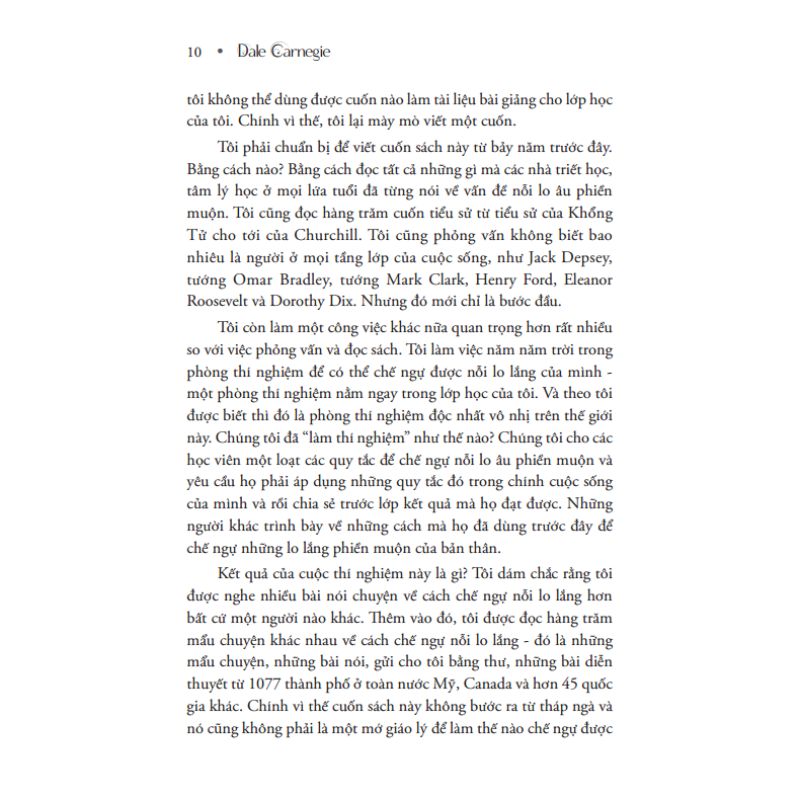 10 • Dale Carnegie
tôi không thể dùng được cuốn nào làm tài liệu bài giảng cho lớp học
của tôi. Chính vì thế, tôi lại mày mò viết một cuốn.
Tôi phải chuẩn bị để viết cuốn sách này từ bảy năm trước đây.
Bằng cách nào? Bằng cách đọc tất cả những gì mà các nhà triết học,
tâm lý học ở mọi lứa tuổi đã từng nói về vấn đề nỗi lo âu phiền
muộn. Tôi cũng đọc hàng trăm cuốn tiểu sử từ tiểu sử của Khổng
Tử cho tới của Churchill. Tôi cũng phỏng vấn không biết bao
nhiêu là người ở mọi tầng lớp của cuộc sống, như Jack Depsey,
tướng Omar Bradley, tướng Mark Clark, Henry Ford, Eleanor
Roosevelt và Dorothy Dix. Nhưng đó mới chỉ là bước đầu.
Tôi còn làm một công việc khác nữa quan trọng hơn rất nhiều
so với việc phỏng vấn và đọc sách. Tôi làm việc năm năm trời trong
phòng thí nghiệm để có thể chế ngự được nỗi lo lắng của mình -
một phòng thí nghiệm nằm ngay trong lớp học của tôi. Và theo tôi
được biết thì đó là phòng thí nghiệm độc nhất vô nhị trên thế giới
này. Chúng tôi đã “làm thí nghiệm” như thế nào? Chúng tôi cho các
học viên một loạt các quy tắc để chế ngự nỗi lo âu phiền muộn và
yêu cầu họ phải áp dụng những quy tắc đó trong chính cuộc sống
của mình và rồi chia sẻ trước lớp kết quả mà họ đạt được. Những
người khác trình bày về những cách mà họ đã dùng trước đây để
chế ngự những lo lắng phiền muộn của bản thân.
Kết quả của cuộc thí nghiệm này là gì? Tôi dám chắc rằng tôi
được nghe nhiều bài nói chuyện về cách chế ngự nỗi lo lắng hơn
bất cứ một người nào khác. Thêm vào đó, tôi được đọc hàng trăm
mẩu chuyện khác nhau về cách chế ngự nỗi lo lắng - đó là những
mẩu chuyện, những bài nói, gửi cho tôi bằng thư, những bài diễn
thuyết từ 1077 thành phố ở toàn nước Mỹ, Canada và hơn 45 quốc
gia khác. Chính vì thế cuốn sách này không bước ra từ tháp ngà và
nó cũng không phải là một mớ giáo lý để làm thế nào chế ngự được